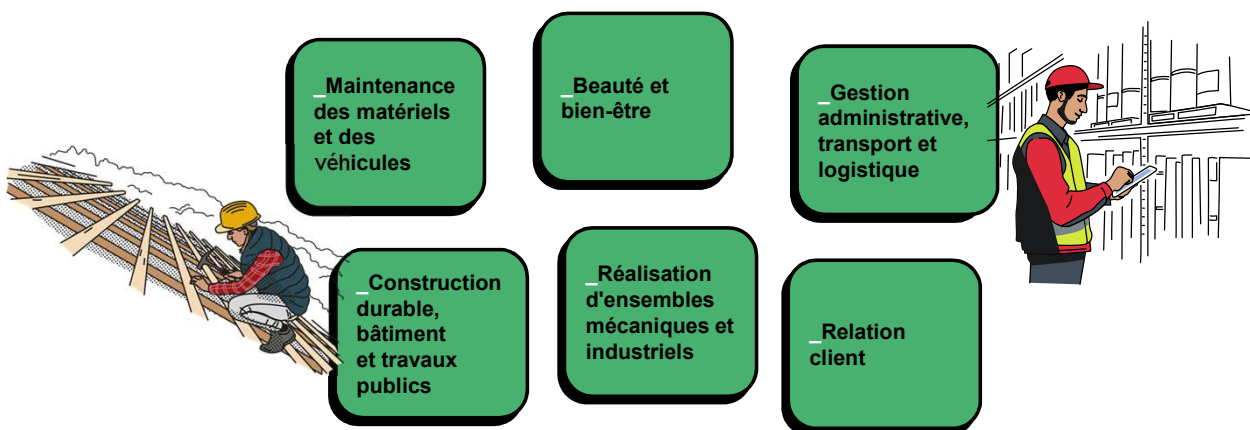 _Maintenance
des matériels
et des
véhicules
_Beauté et
bien-être
_Gestion
administrative,
transport et
logistique
_Construction
durable,
bâtiment
et travaux
publics
_Réalisation
d'ensembles
mécaniques et
industriels
_Relation
client